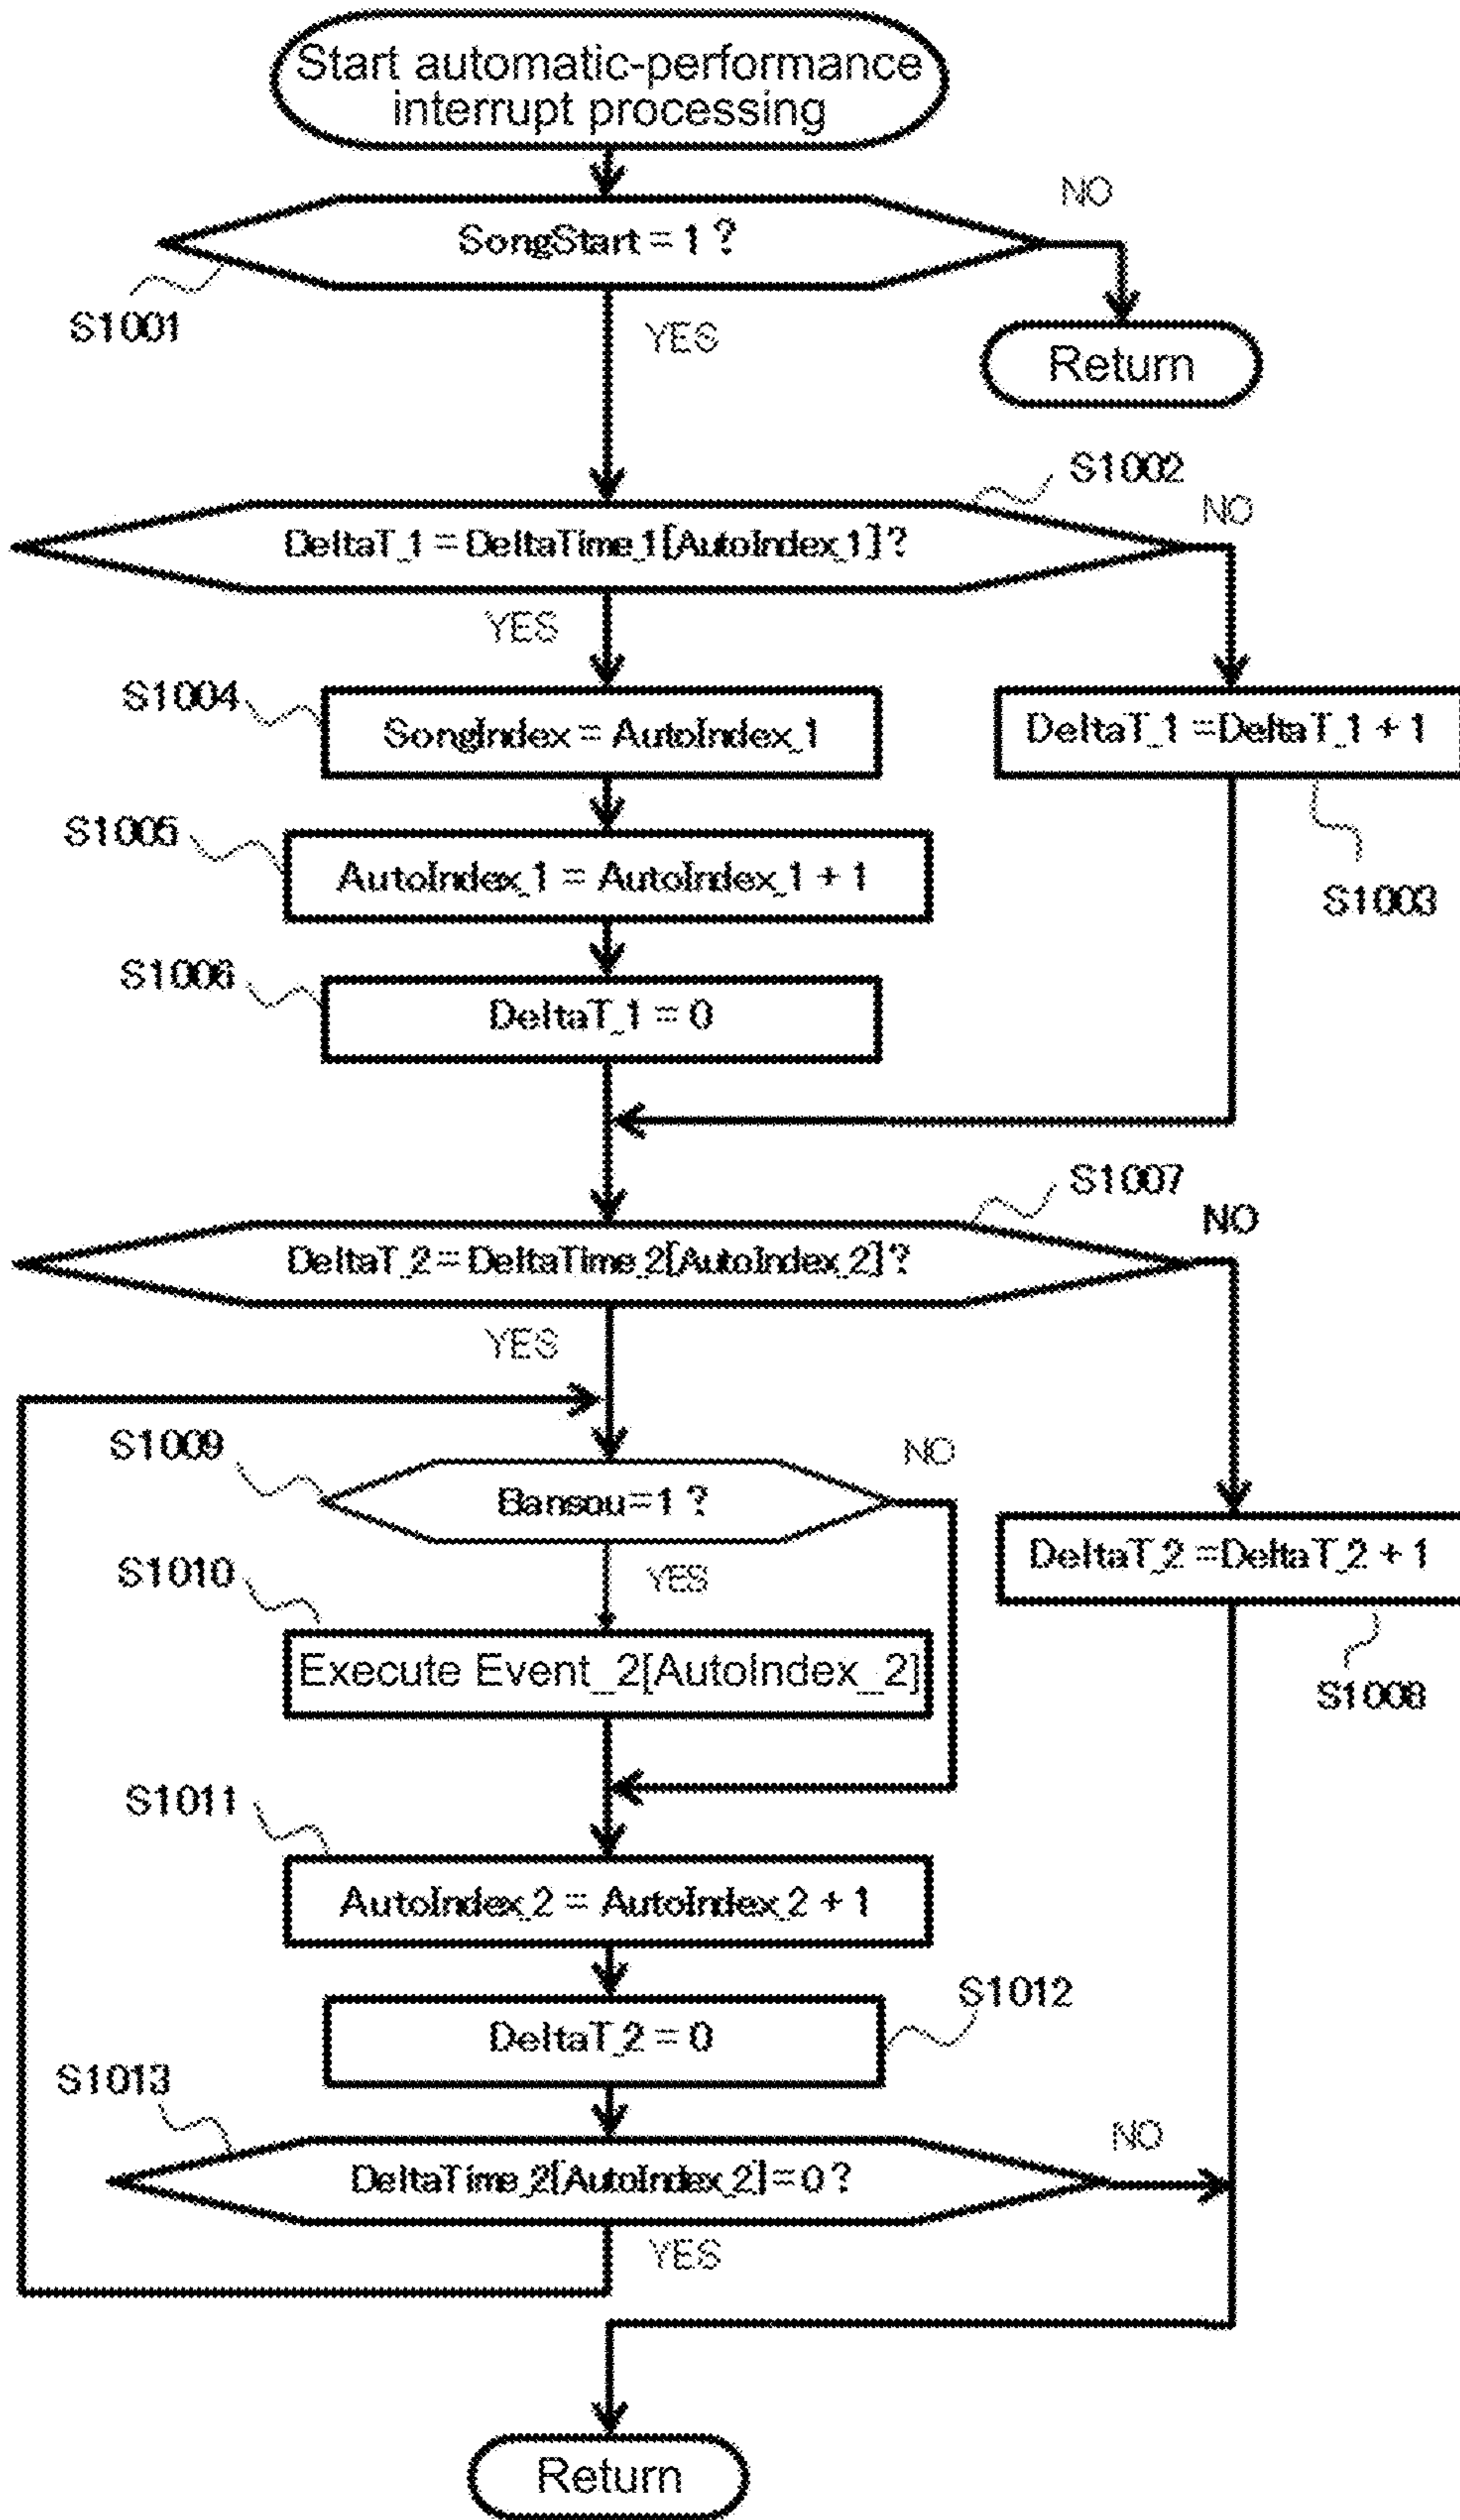 Start automatic-performance
interrupt processing
NO
SongStart = 1 ?
S1001
YES
Return
S1002
NO
DeltaT_1 = DeltaTime_1[AutoIndex_1]?
YES
S1004
SongIndex = AutoIndex_1
DeltaT_1 =DeltaT_1 + 1
S1005
AutoIndex_1 = AutoIndex_1 + 1
S1003
S1006
DeltaT_1 = 0
S1007
NO
DeltaT_2 = DeltaTime_2[AutoIndex_2]?
YES
S1009
NO
Bansou=1 ?
DeltaT_2 =DeltaT_2 + 1
S1010
YES
Execute Event_2[AutoIndex_2]
S1008
S1011
AutoIndex_2 = AutoIndex_2 + 1
S1012
DeltaT_2 = 0
S1013
NO
DeltaTime_2[AutoIndex_2]=0 ?
YES
Return